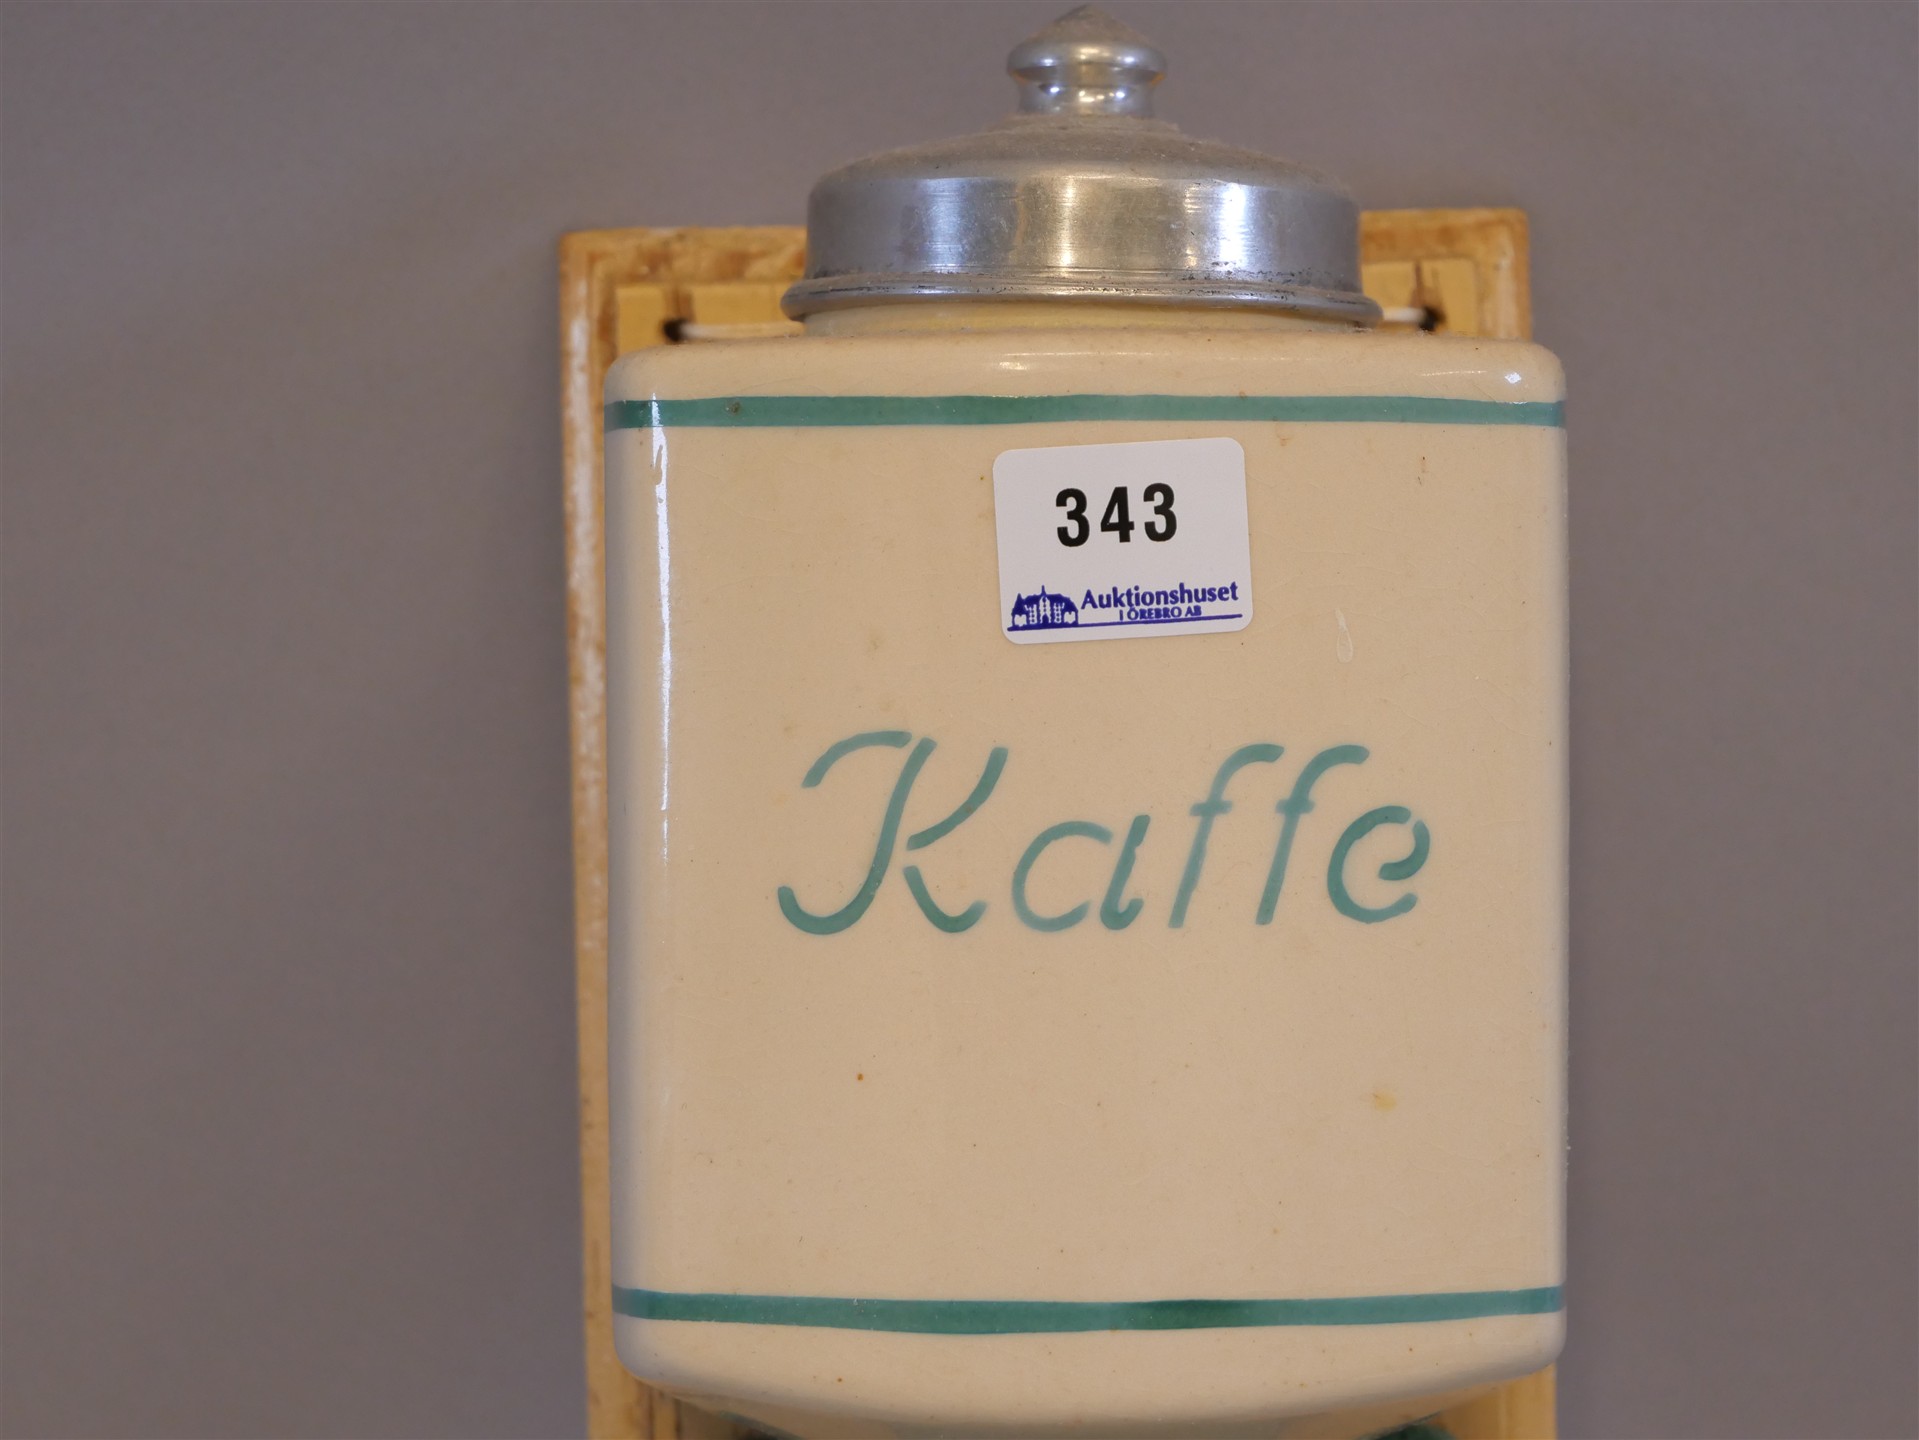 343
Auktionshuset
I ÖREBRO AB
Kaffe